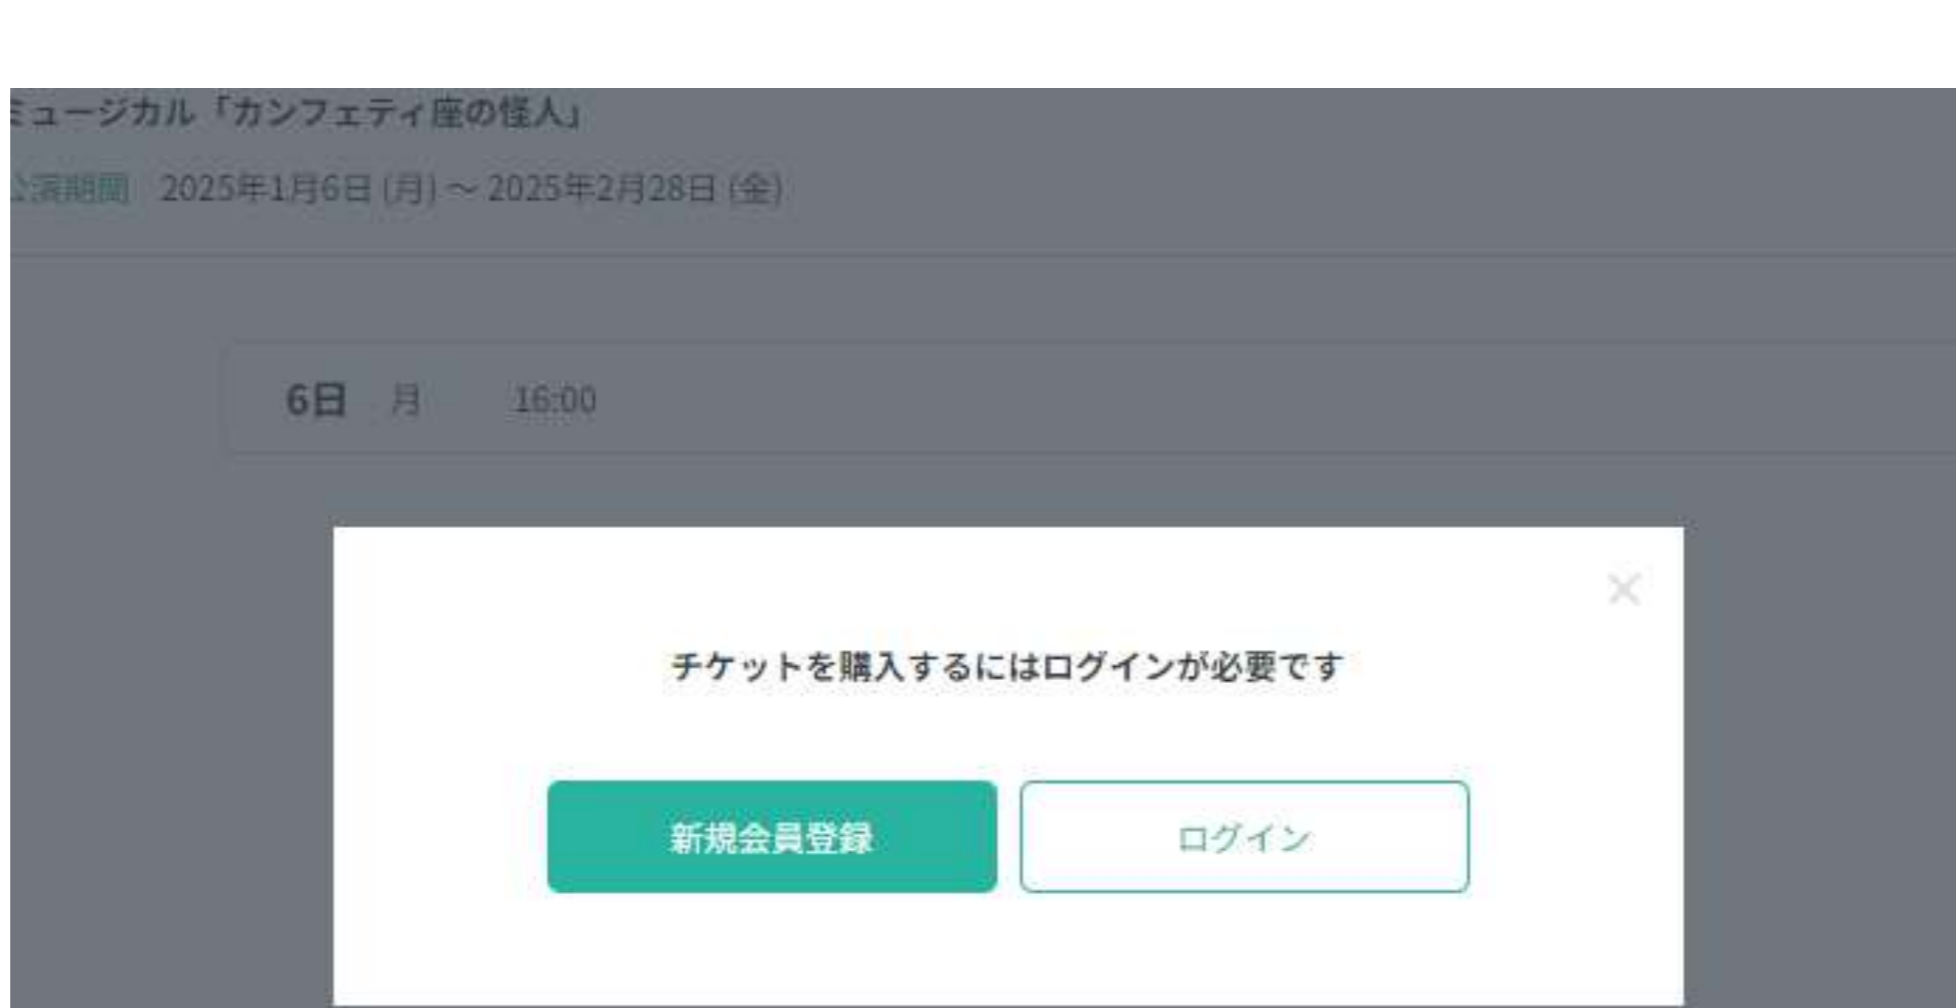 ミュージカル「カンフェティ座の怪人」
公演期間 2025年1月6日 (月) ～ 2025年2月28日 (金)
6日 月 16:00
チケットを購入するにはログインが必要です
新規会員登録 ログイン